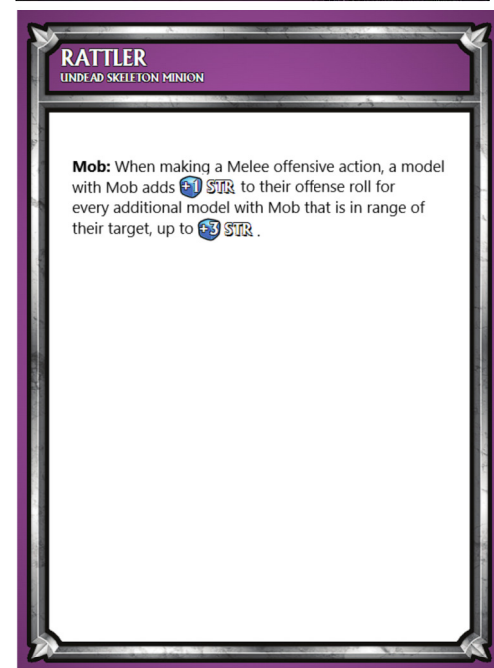 RATTLER
UNDEAD SKELETON MINION
Mob: When making a Melee offensive action, a model
with Mob adds +1 STR to their offense roll for
every additional model with Mob that is in range of
their target, up to +3 STR .